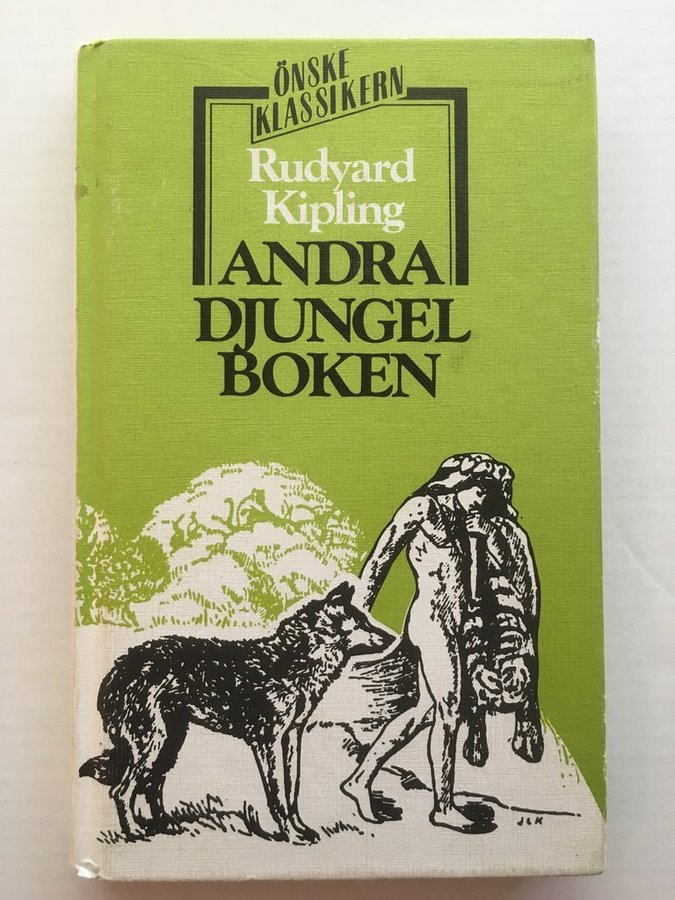 ÖNSKE
KLASSIKERN
Rudyard
Kipling
ANDRA
DJUNGEL
BOKEN
JLK